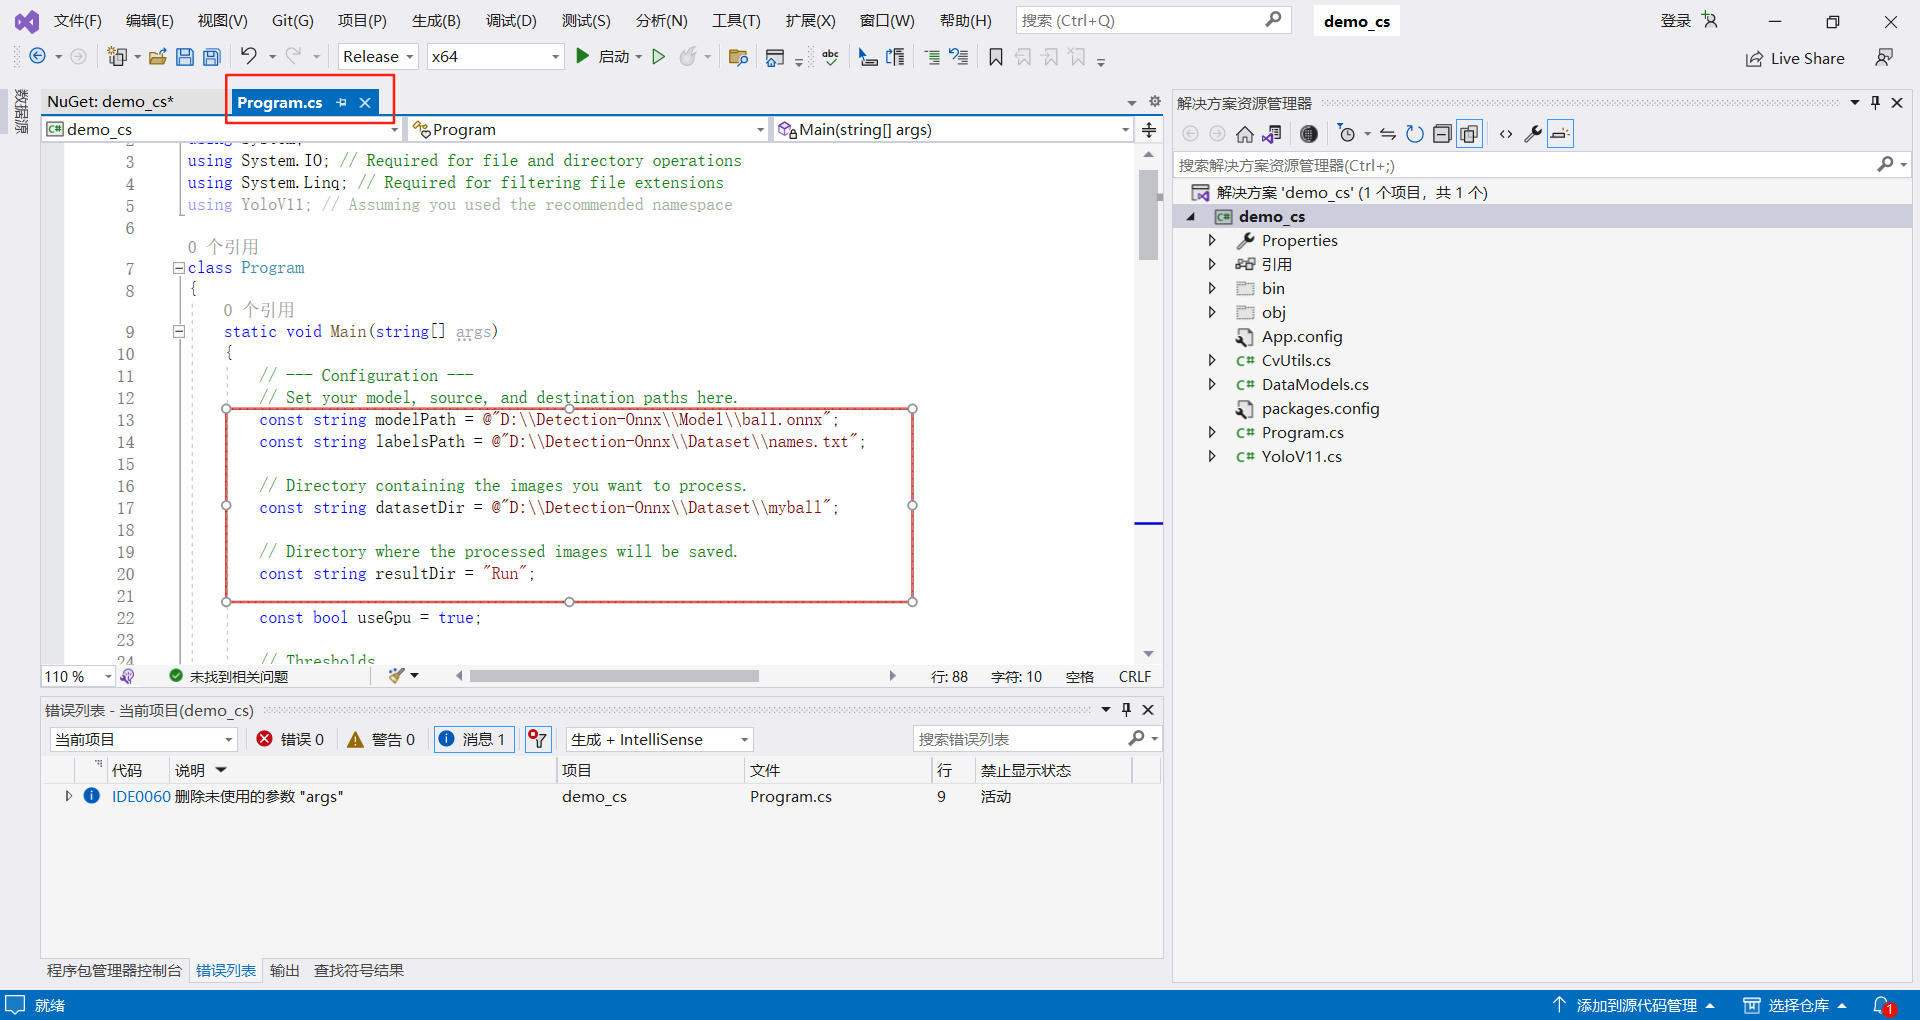 文件(F) 编辑(E) 视图(V) Git(G) 项目(P) 生成(B) 调试(D) 测试(S) 分析(N) 工具(T) 扩展(X) 窗口(W) 帮助(H) 搜索 (Ctrl+Q) demo_cs 登录
Release x64 启动 abc Live Share
数据源
NuGet: demo_cs* Program.cs
C# demo_cs Program Main(string[] args)
3 using System.IO; // Required for file and directory operations
4 using System.Linq; // Required for filtering file extensions
5 using YoloV11; // Assuming you used the recommended namespace
6
0 个引用
7 class Program
8 {
0 个引用
9 static void Main(string[] args)
10 {
11 // --- Configuration ---
12 // Set your model, source, and destination paths here.
13 const string modelPath = @"D:\\Detection-Onnx\\Model\\ball.onnx";
14 const string labelsPath = @"D:\\Detection-Onnx\\Dataset\\names.txt";
15
16 // Directory containing the images you want to process.
17 const string datasetDir = @"D:\\Detection-Onnx\\Dataset\\myball";
18
19 // Directory where the processed images will be saved.
20 const string resultDir = "Run";
21
22 const bool useGpu = true;
23
24 // Thresholds
110 % 未找到相关问题 行: 88 字符: 10 空格 CRLF
错误列表 - 当前项目(demo_cs)
当前项目 错误 0 警告 0 消息 1 生成 + IntelliSense 搜索错误列表
代码 说明 项目 文件 行 禁止显示状态
IDE0060 删除未使用的参数 "args" demo_cs Program.cs 9 活动
程序包管理器控制台 错误列表 输出 查找符号结果
解决方案资源管理器
搜索解决方案资源管理器(Ctrl+;)
解决方案 'demo_cs' (1 个项目，共 1 个)
C# demo_cs
Properties
引用
bin
obj
App.config
C# CvUtils.cs
C# DataModels.cs
packages.config
C# Program.cs
C# YoloV11.cs
就绪 添加到源代码管理 选择仓库 1